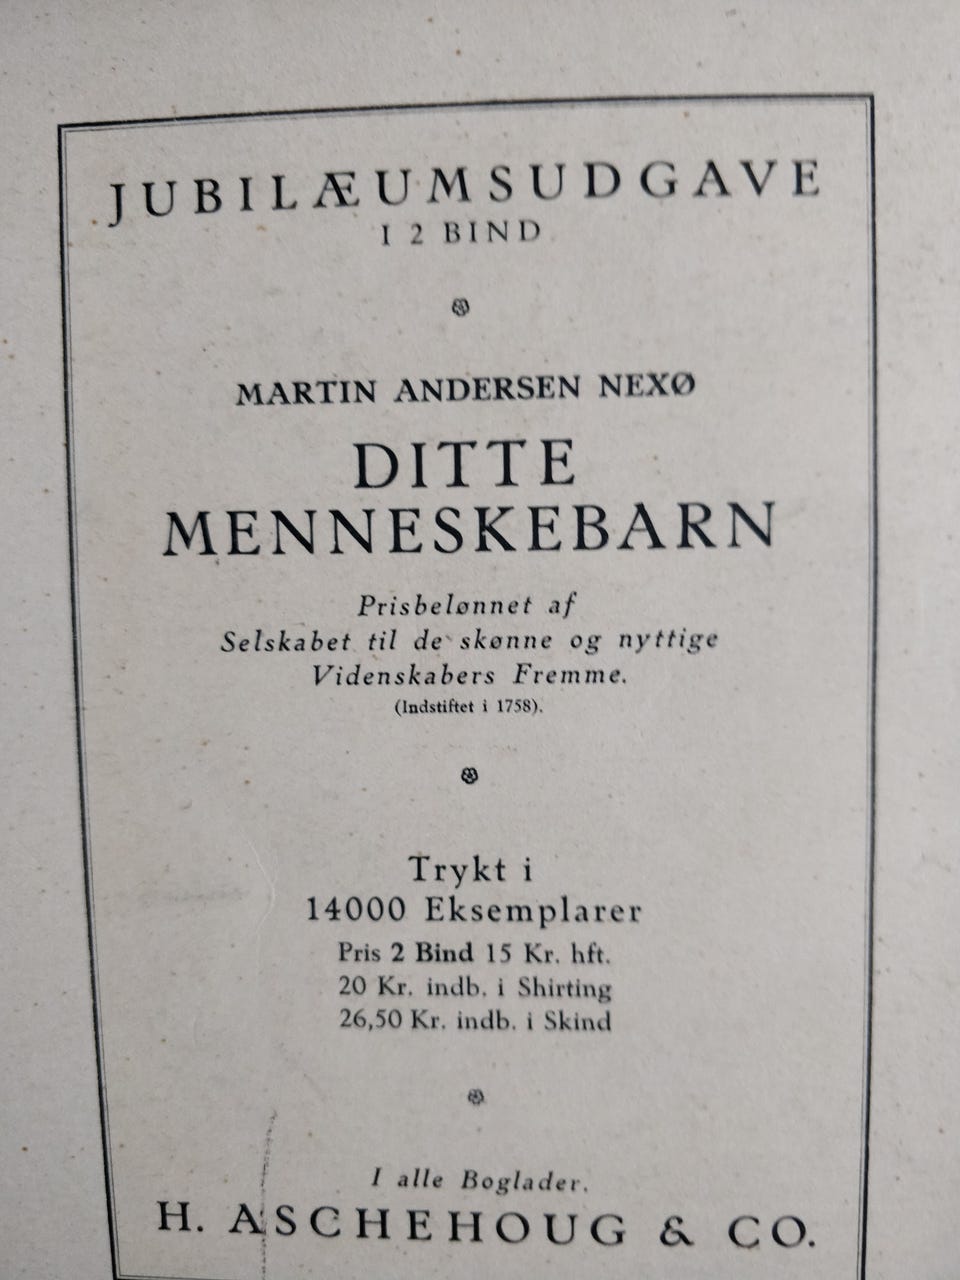 JUBILÆUMSUDGAVE
I 2 BIND
MARTIN ANDERSEN NEXØ
DITTE
MENNESKEBARN
Prisbelønnet af
Selskabet til de skønne og nyttige
Videnskabers Fremme.
(Indstiftet i 1758).
Trykt i
14000 Eksemplarer
Pris 2 Bind 15 Kr. hft.
20 Kr. indb. i Shirting
26,50 Kr. indb. i Skind
I alle Boglader.
H. ASCHEHOUG & CO.